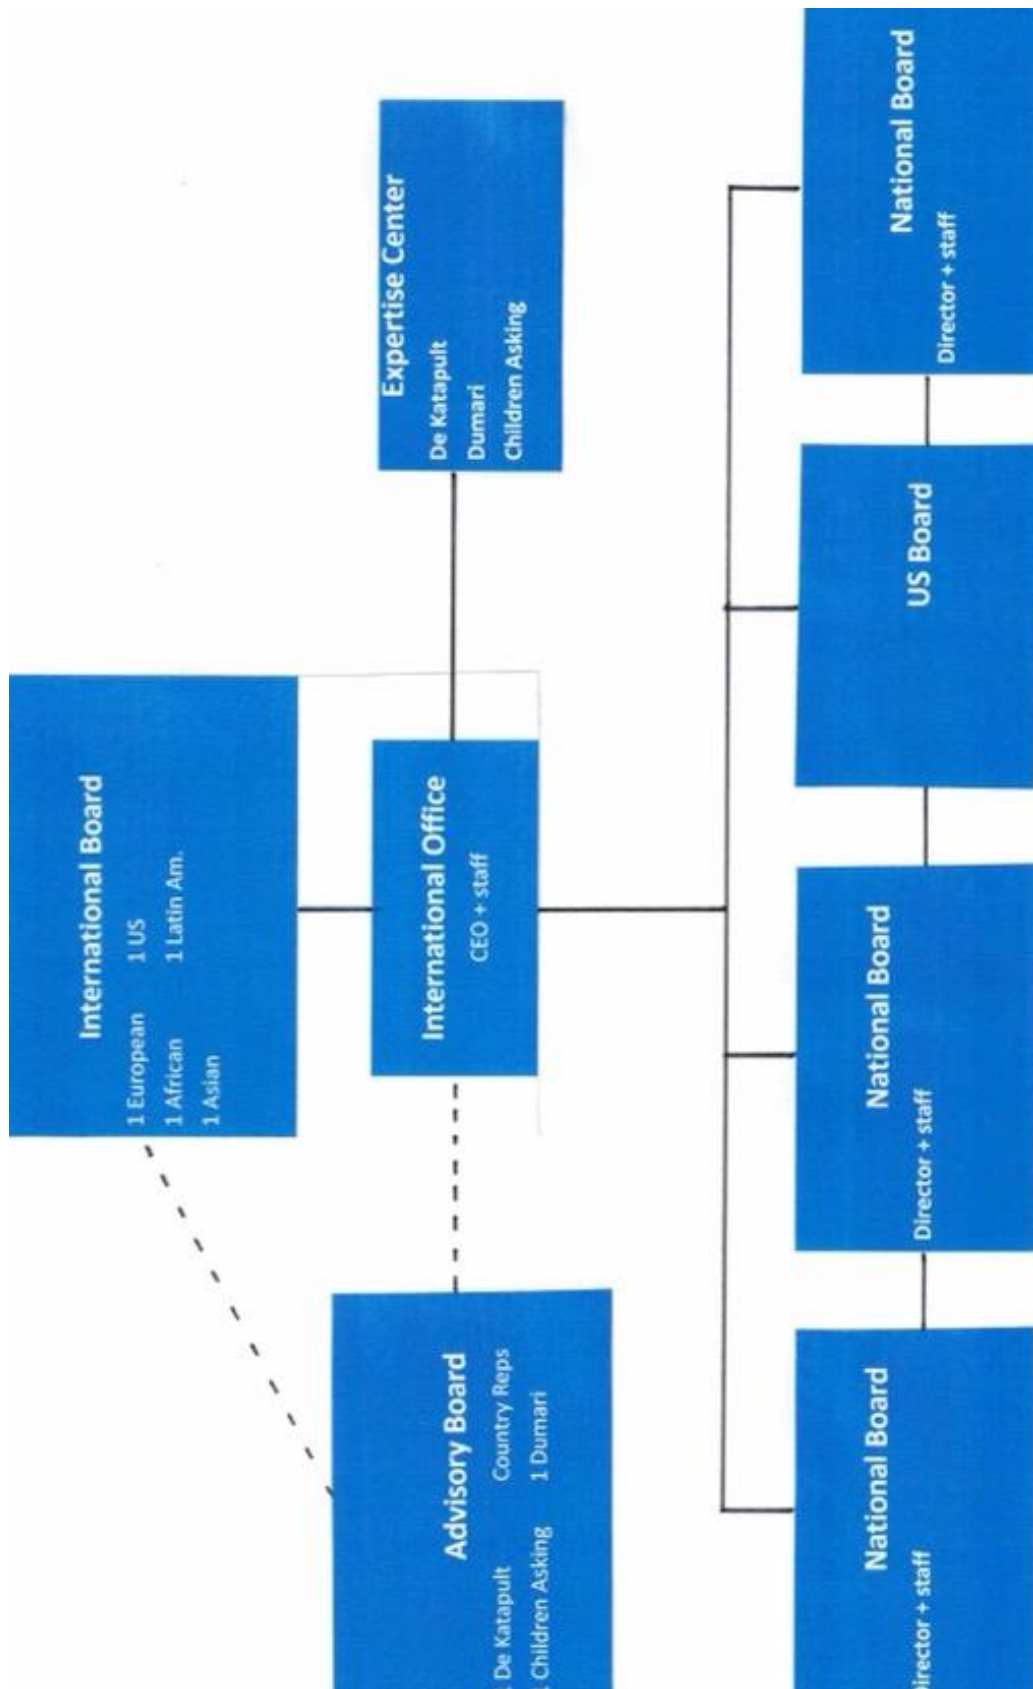 International Board
1 European 1 US
1 African 1 Latin Am.
1 Asian
International Office
CEO + staff
Expertise Center
De Katapult
Dumari
Children Asking
Advisory Board
De Katapult Country Reps
Children Asking 1 Dumari
National Board
Director + staff
National Board
Director + staff
US Board
National Board
Director + staff